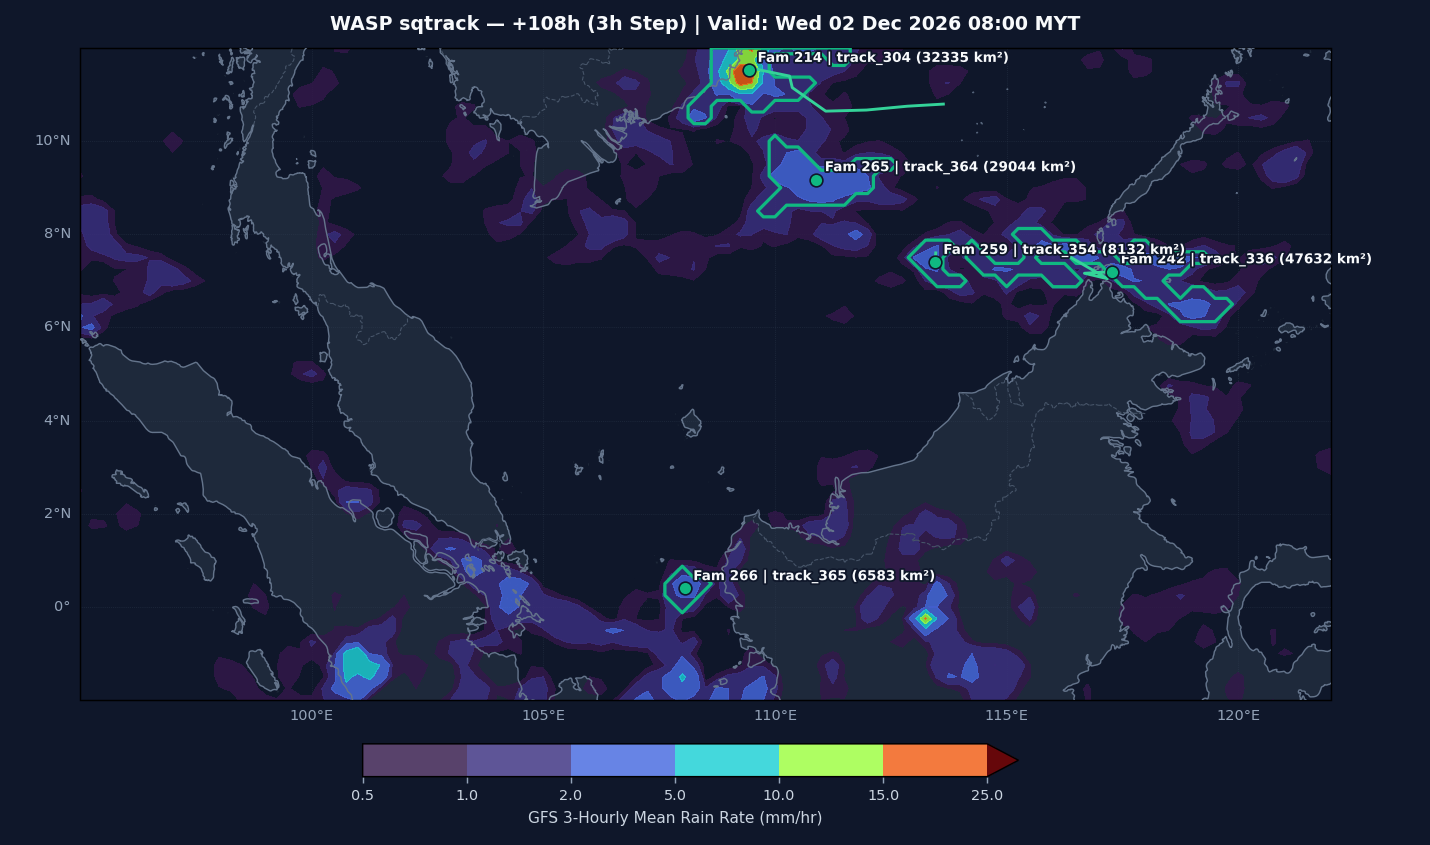 WASP sqtrack — +108h (3h Step) | Valid: Wed 02 Dec 2026 08:00 MYT
Fam 214 | track_304 (32335 km²)
10°N
Fam 265 | track_364 (29044 km²)
8°N
Fam 259 | track_354 (8132 km²)
Fam 242 | track_336 (47632 km²)
6°N
4°N
2°N
Fam 266 | track_365 (6583 km²)
0°
100°E 105°E 110°E 115°E 120°E
0.5 1.0 2.0 5.0 10.0 15.0 25.0
GFS 3-Hourly Mean Rain Rate (mm/hr)